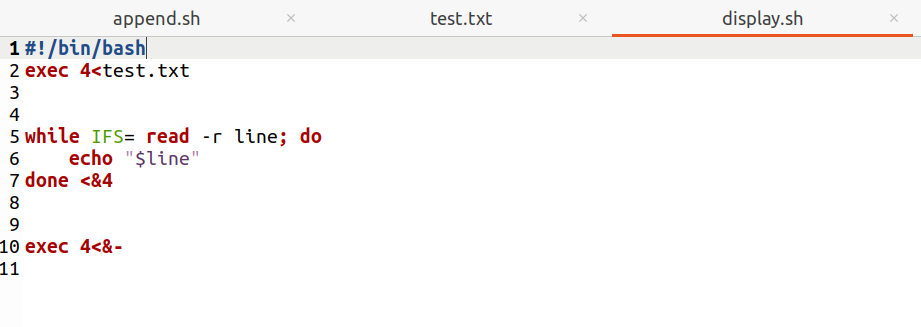 append.sh × test.txt × display.sh ×
1 #!/bin/bash
2 exec 4<test.txt
3
4
5 while IFS= read -r line; do
6     echo "$line"
7 done <&4
8
9
10 exec 4<&-
11